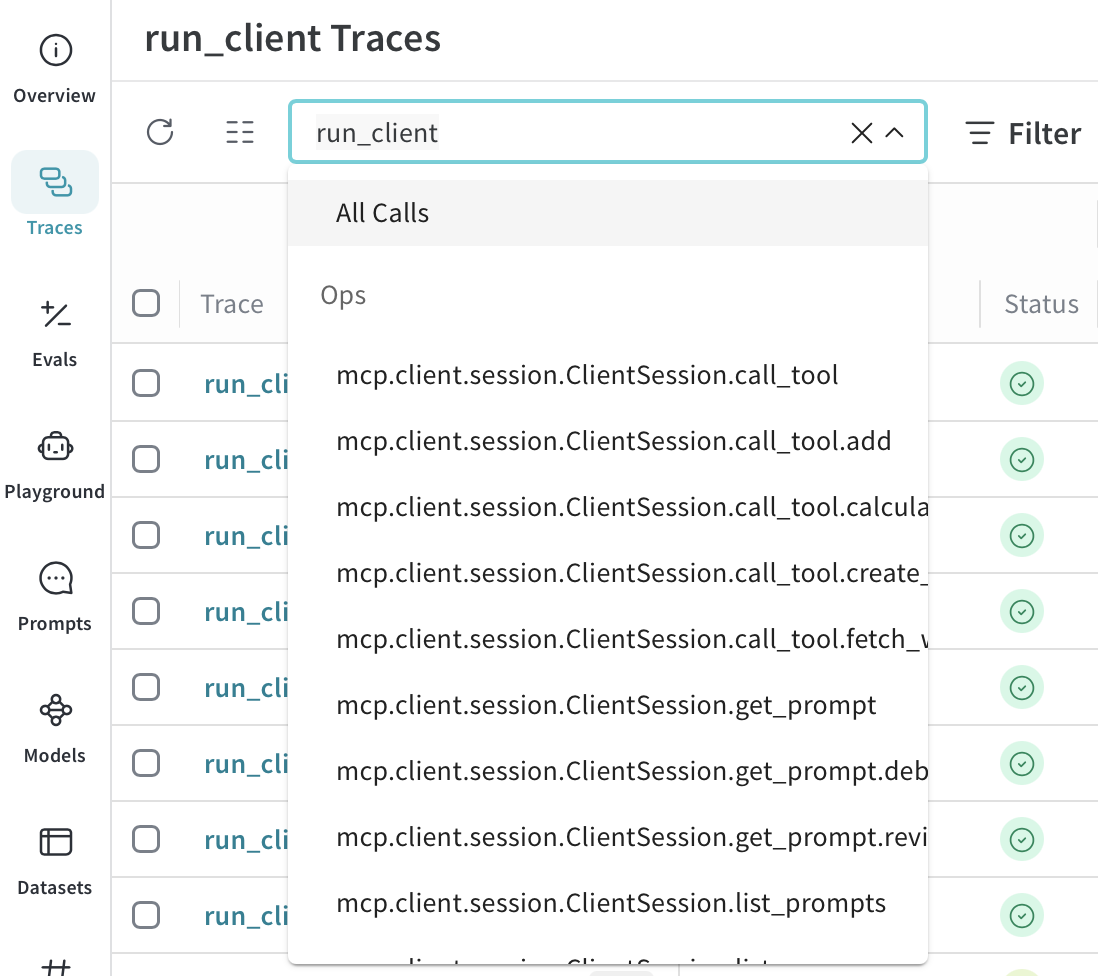 run_client Traces
Overview
Traces
Evals
Playground
Prompts
Models
Datasets
run_client
Filter
All Calls
Ops
mcp.client.session.ClientSession.call_tool
mcp.client.session.ClientSession.call_tool.add
mcp.client.session.ClientSession.call_tool.calcula
mcp.client.session.ClientSession.call_tool.create_
mcp.client.session.ClientSession.call_tool.fetch_
mcp.client.session.ClientSession.get_prompt
mcp.client.session.ClientSession.get_prompt.deb
mcp.client.session.ClientSession.get_prompt.revi
mcp.client.session.ClientSession.list_prompts
Trace
Status
run_cli
run_cli
run_cli
run_cli
run_cli
run_cli
run_cli
run_cli